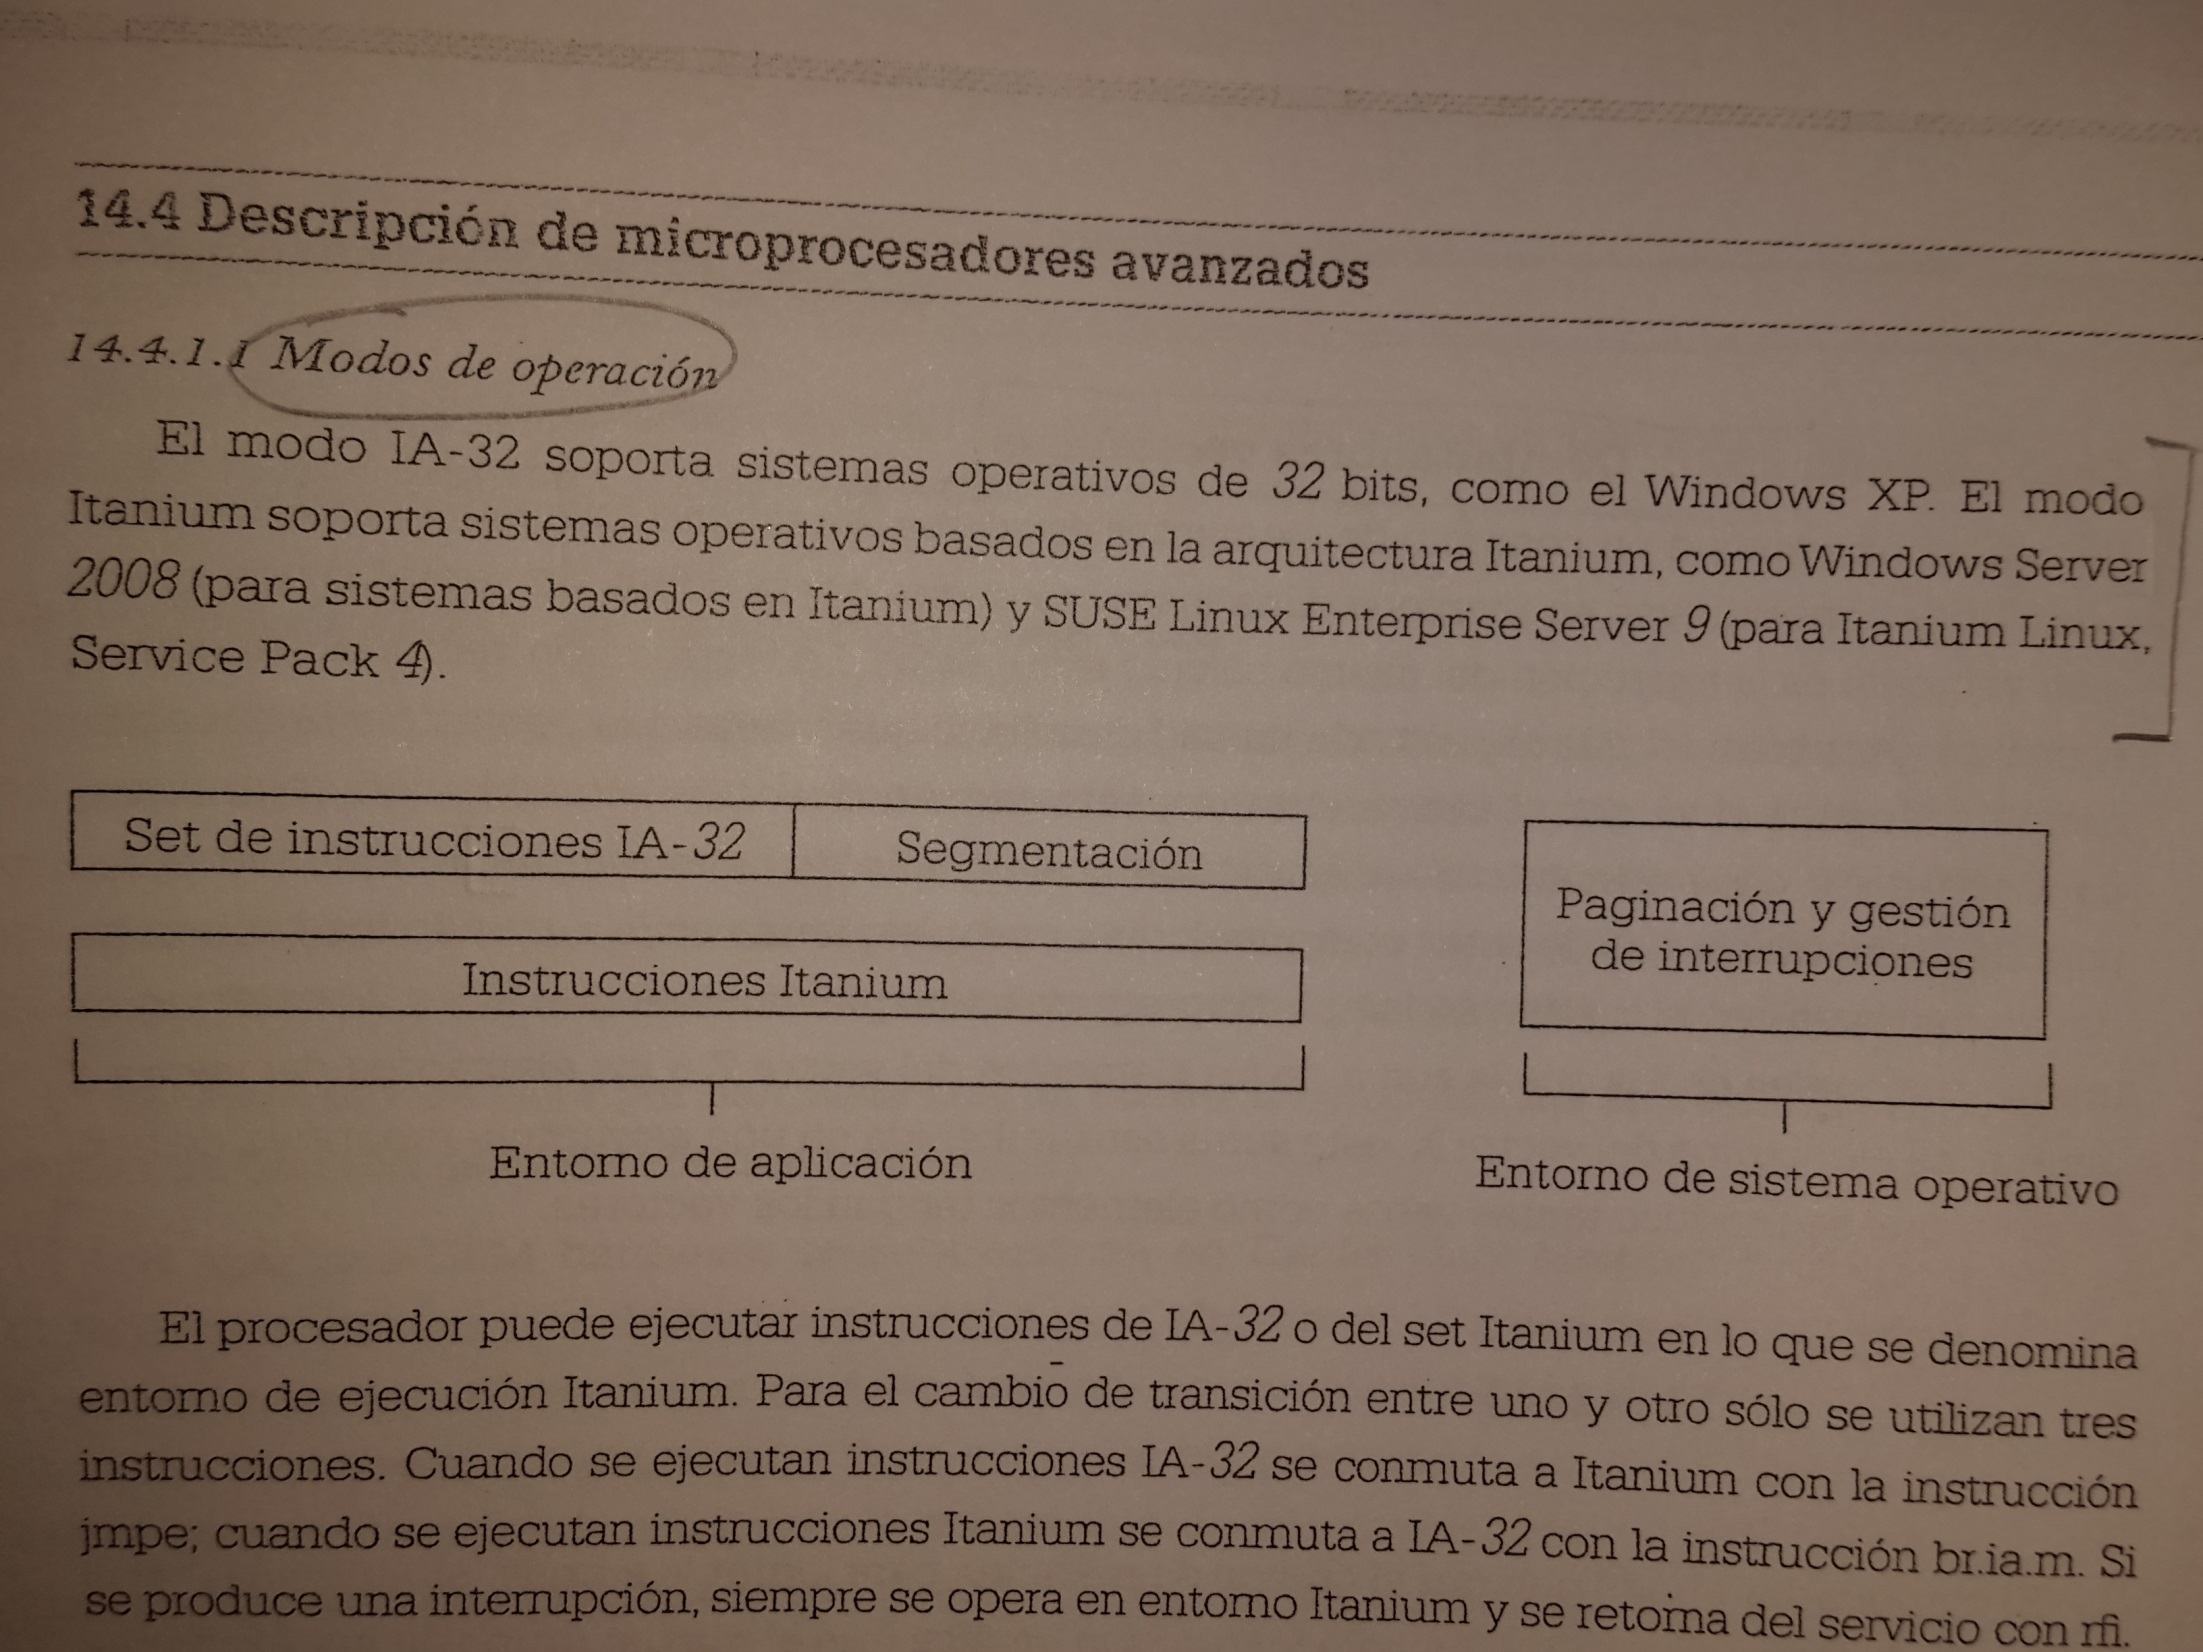 14.4 Descripción de microprocesadores avanzados
14.4.1.1 Modos de operación
El modo IA-32 soporta sistemas operativos de 32 bits, como el Windows XP. El modo
Itanium soporta sistemas operativos basados en la arquitectura Itanium, como Windows Server
2008 (para sistemas basados en Itanium) y SUSE Linux Enterprise Server 9 (para Itanium Linux,
Service Pack 4).
Set de instrucciones IA-32
Segmentación
Instrucciones Itanium
Entorno de aplicación
Paginación y gestión
de interrupciones
Entorno de sistema operativo
El procesador puede ejecutar instrucciones de IA-32 o del set Itanium en lo que se denomina
entorno de ejecución Itanium. Para el cambio de transición entre uno y otro sólo se utilizan tres
instrucciones. Cuando se ejecutan instrucciones IA-32 se conmuta a Itanium con la instrucción
jmpe; cuando se ejecutan instrucciones Itanium se conmuta a IA-32 con la instrucción br.ia.m. Si
se produce una interrupción, siempre se opera en entorno Itanium y se retorna del servicio con rfi.